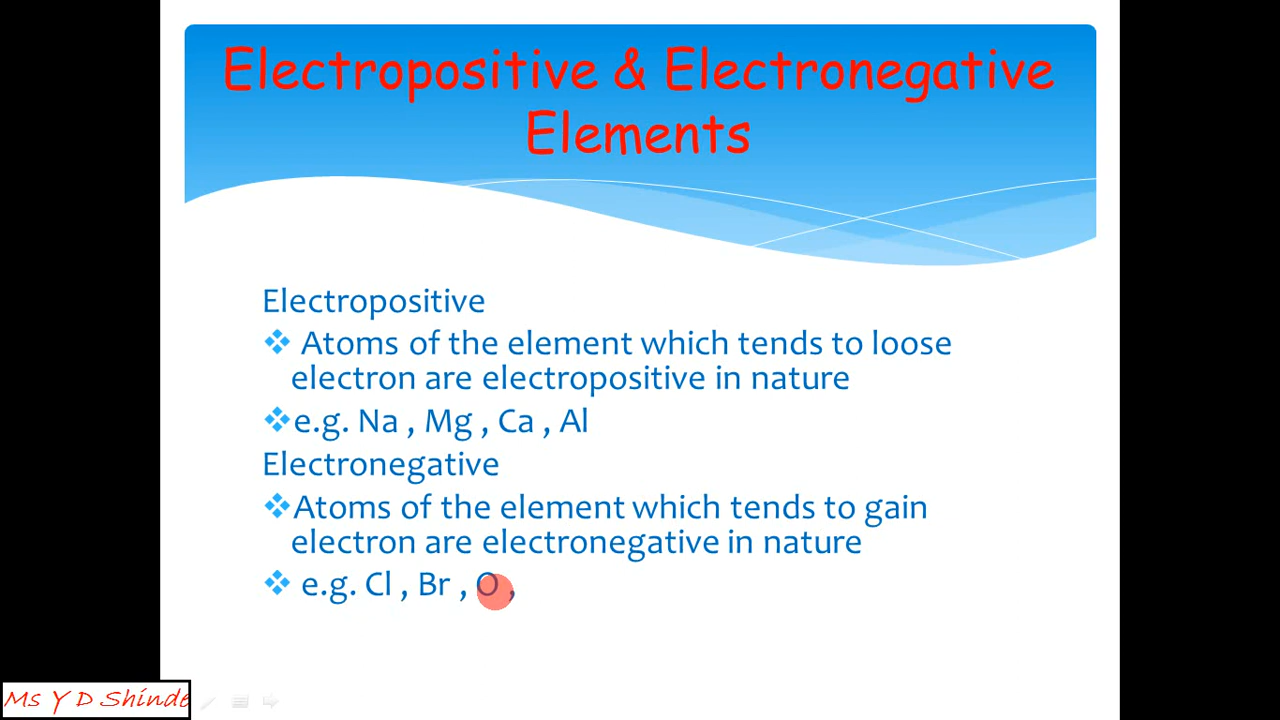 Electropositive & Electronegative
Elements
Electropositive
Atoms of the element which tends to loose
electron are electropositive in nature
e.g. Na , Mg , Ca , Al
Electronegative
Atoms of the element which tends to gain
electron are electronegative in nature
e.g. Cl , Br , O ,
Ms Y D Shinde